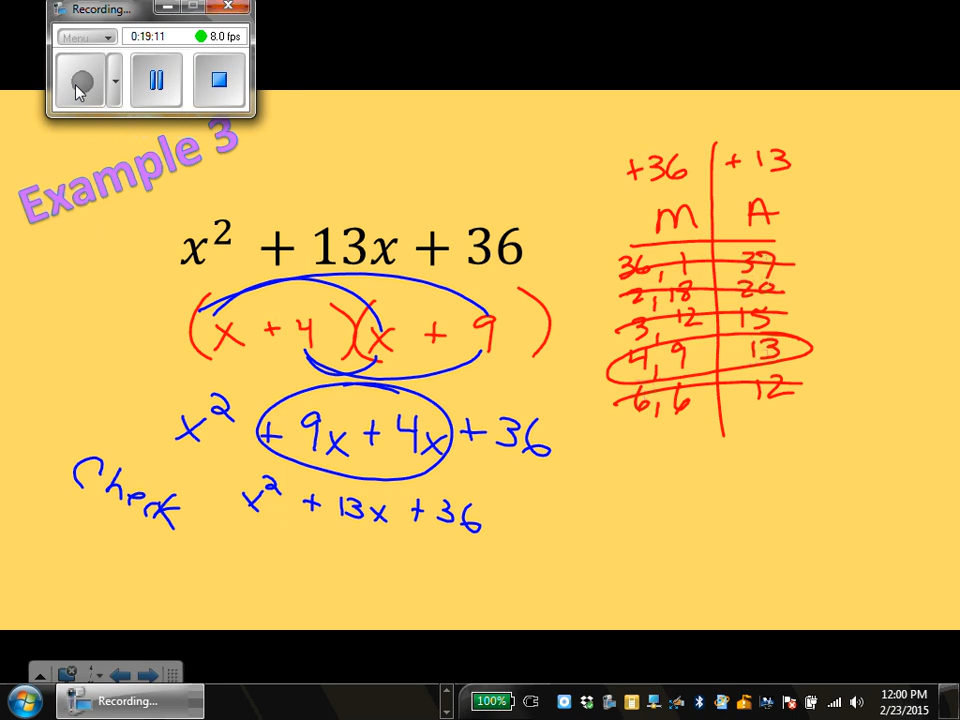 Recording...
Menu
0:19:11
8.0 fps
Example 3
+36 | +13
M | A
x² + 13x + 36
36, 1 | 37
2, 18 | 20
3, 12 | 15
(x + 4)(x + 9)
4, 9 | 13
6, 6 | 12
x² + 9x + 4x + 36
Check
x² + 13x + 36
Recording...
100%
12:00 PM
2/23/2015